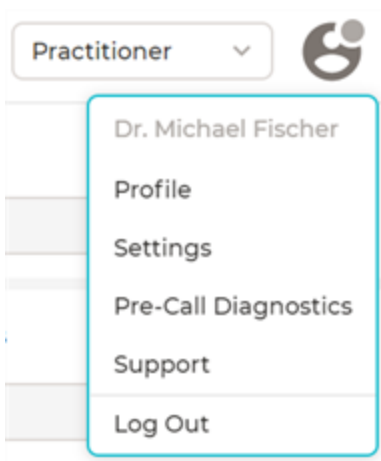 Practitioner
Dr. Michael Fischer
Profile
Settings
Pre-Call Diagnostics
Support
Log Out